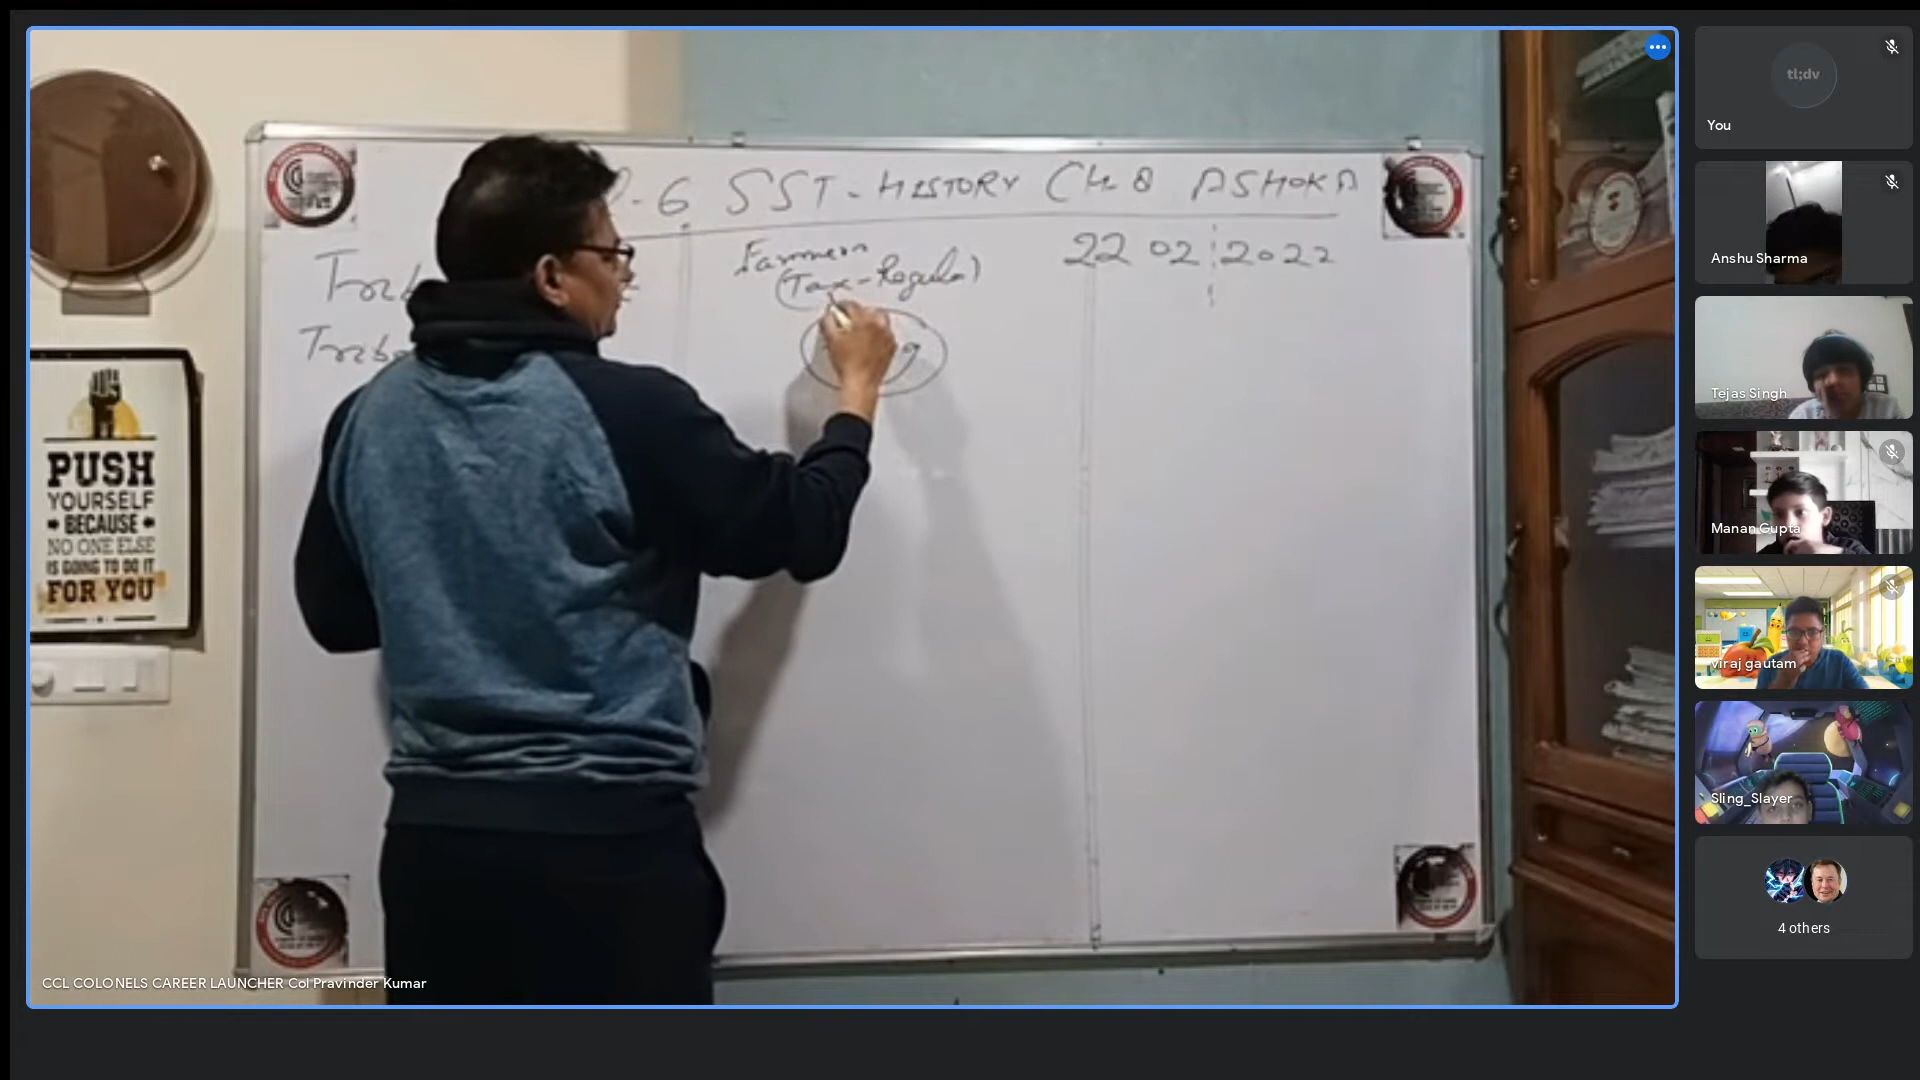 - 6 SST - HISTORY CH 8 ASHOKA
Farmers
22 02 2022
(Tax - Regular)
PUSH
YOURSELF
BECAUSE
NO ONE ELSE
IS GOING TO DO IT
FOR YOU
CCL COLONELS CAREER LAUNCHER Col Pravinder Kumar
tl;dv
You
Anshu Sharma
Tejas Singh
Manan Gupta
viraj gautam
Sling_Slayer
4 others